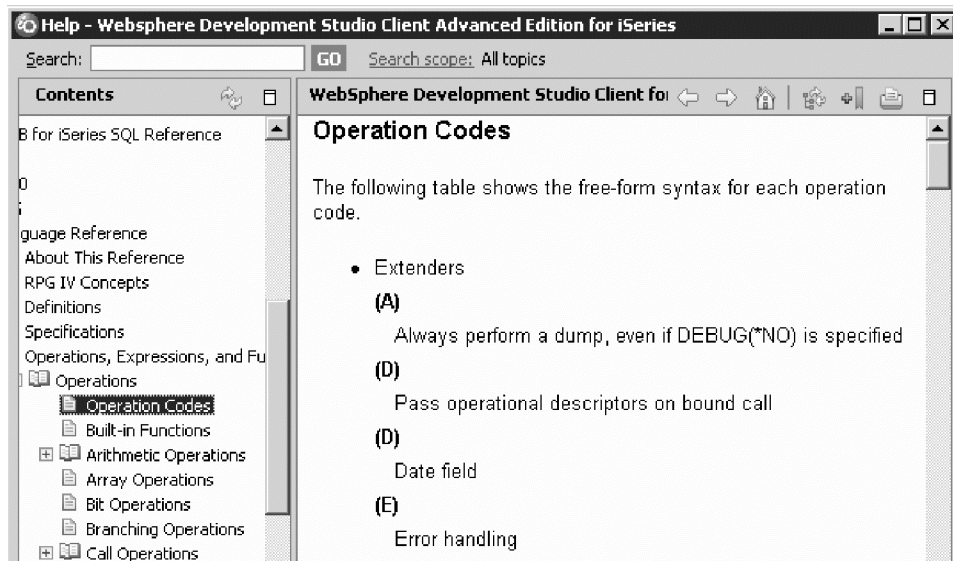 Help - Websphere Development Studio Client Advanced Edition for iSeries
Search: GO Search scope: All topics
Contents
B for iSeries SQL Reference
guage Reference
About This Reference
RPG IV Concepts
Definitions
Specifications
Operations, Expressions, and Fu
Operations
Operation Codes
Built-in Functions
Arithmetic Operations
Array Operations
Bit Operations
Branching Operations
Call Operations
WebSphere Development Studio Client for
Operation Codes
The following table shows the free-form syntax for each operation
code.
• Extenders
(A)
Always perform a dump, even if DEBUG(*NO) is specified
(D)
Pass operational descriptors on bound call
(D)
Date field
(E)
Error handling